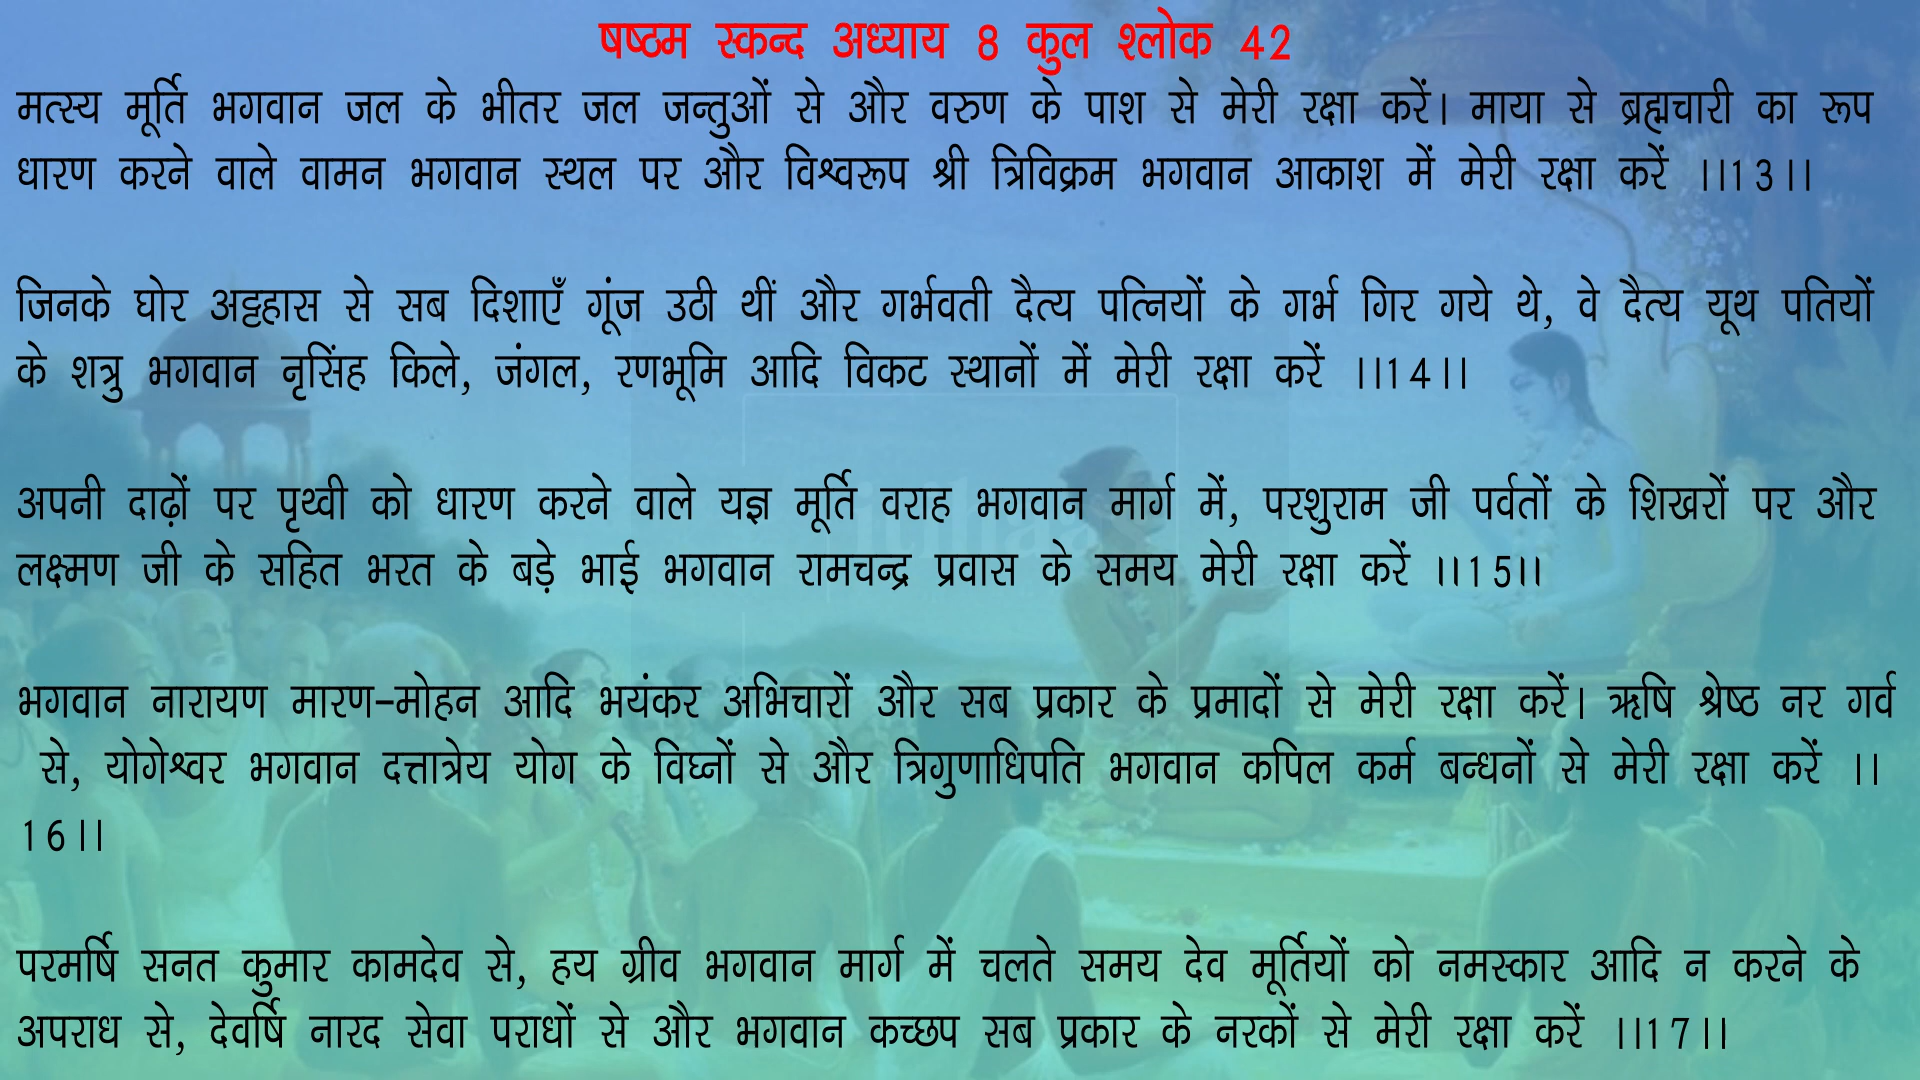 षष्ठम स्कन्द अध्याय 8 कुल श्लोक 42
मत्स्य मूर्ति भगवान जल के भीतर जल जन्तुओं से और वरुण के पाश से मेरी रक्षा करें। माया से ब्रह्मचारी का रूप
धारण करने वाले वामन भगवान स्थल पर और विश्वरूप श्री त्रिविक्रम भगवान आकाश में मेरी रक्षा करें ।।13।।
जिनके घोर अट्टहास से सब दिशाएँ गूंज उठी थीं और गर्भवती दैत्य पत्नियों के गर्भ गिर गये थे, वे दैत्य यूथ पतियों
के शत्रु भगवान नृसिंह किले, जंगल, रणभूमि आदि विकट स्थानों में मेरी रक्षा करें ।।14।।
अपनी दाढ़ों पर पृथ्वी को धारण करने वाले यज्ञ मूर्ति वराह भगवान मार्ग में, परशुराम जी पर्वतों के शिखरों पर और
लक्ष्मण जी के सहित भरत के बड़े भाई भगवान रामचन्द्र प्रवास के समय मेरी रक्षा करें ।।15।।
भगवान नारायण मारण-मोहन आदि भयंकर अभिचारों और सब प्रकार के प्रमादों से मेरी रक्षा करें। ऋषि श्रेष्ठ नर गर्व
से, योगेश्वर भगवान दत्तात्रेय योग के विघ्नों से और त्रिगुणाधिपति भगवान कपिल कर्म बन्धनों से मेरी रक्षा करें ।।
16।।
परमर्षि सनत कुमार कामदेव से, हय ग्रीव भगवान मार्ग में चलते समय देव मूर्तियों को नमस्कार आदि न करने के
अपराध से, देवर्षि नारद सेवा पराधों से और भगवान कच्छप सब प्रकार के नरकों से मेरी रक्षा करें ।।17।।